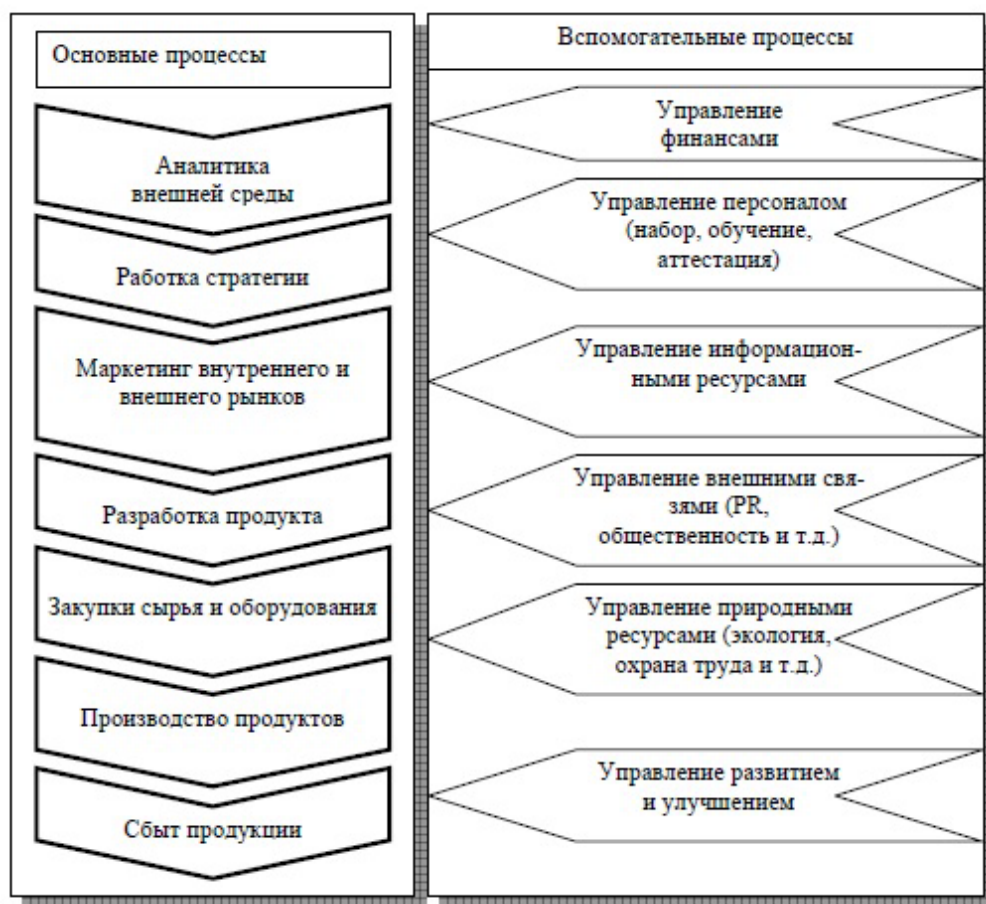 Основные процессы
Аналитика
внешней среды
Работка стратегии
Маркетинг внутреннего и
внешнего рынков
Разработка продукта
Закупки сырья и оборудования
Производство продуктов
Сбыт продукции
Вспомогательные процессы
Управление
финансами
Управление персоналом
(набор, обучение,
аттестация)
Управление информацион-
ными ресурсами
Управление внешними свя-
зями (PR,
общественность и т.д.)
Управление природными
ресурсами (экология,
охрана труда и т.д.)
Управление развитием
и улучшением